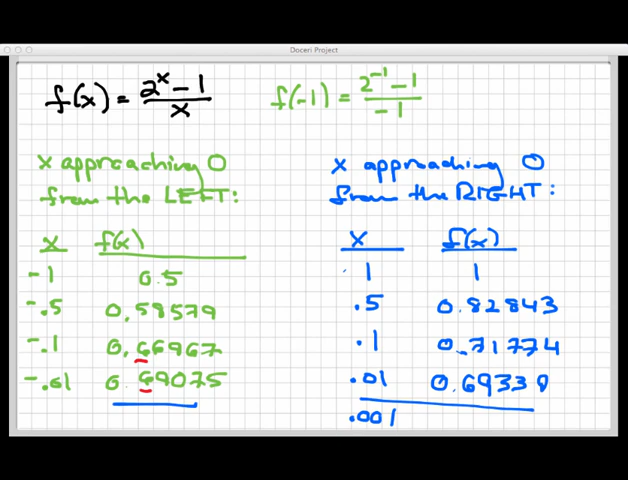 Doceri Project
f(x) = (2^x - 1)/x
f(-1) = (2^-1 - 1)/-1
x approaching 0
from the LEFT:
x f(x)
-1 0.5
-.5 0.58579
-.1 0.66967
-.01 0.69075
x approaching 0
from the RIGHT:
x f(x)
1 1
.5 0.82843
.1 0.71774
.01 0.69339
.001